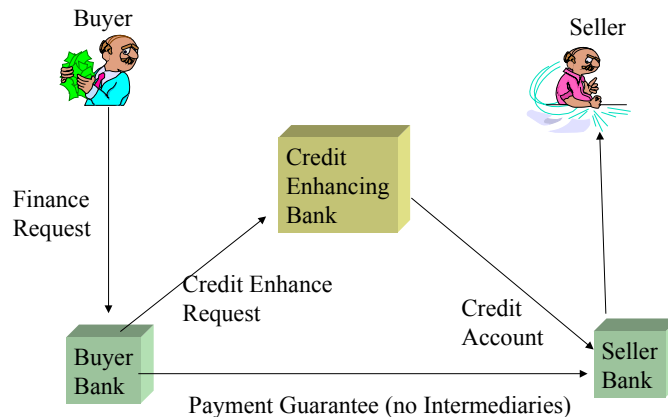 Buyer
Seller
Credit
Enhancing
Bank
Finance
Request
Credit Enhance
Request
Credit
Account
Buyer
Bank
Seller
Bank
Payment Guarantee (no Intermediaries)